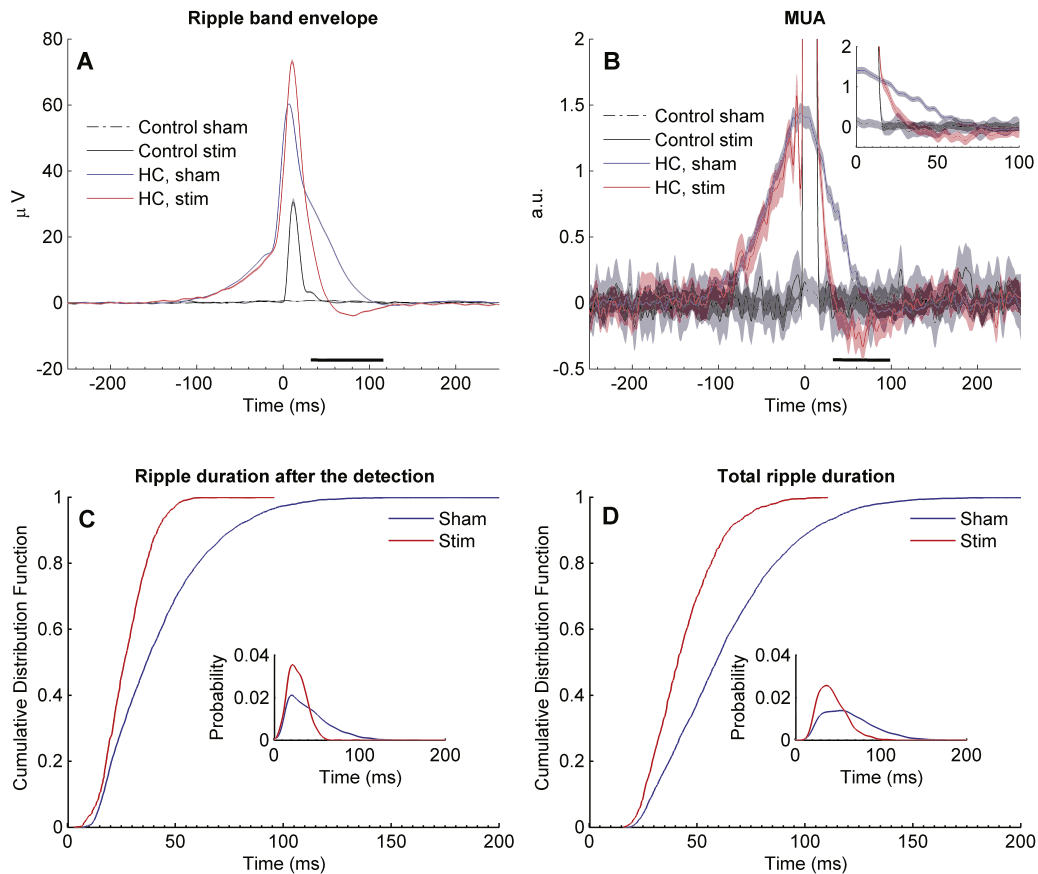 Ripple band envelope
A
80
60
40
20
0
-20
μ V
Control sham
Control stim
HC, sham
HC, stim
-200
-100
0
100
200
Time (ms)
MUA
B
2
1.5
1
0.5
0
-0.5
a.u.
Control sham
Control stim
HC, sham
HC, stim
2
1
0
0
50
100
-200
-100
0
100
200
Time (ms)
Ripple duration after the detection
C
1
0.8
0.6
0.4
0.2
0
Cumulative Distribution Function
Sham
Stim
0.04
0.02
0
Probability
0
100
200
Time (ms)
0
50
100
150
200
Time (ms)
Total ripple duration
D
1
0.8
0.6
0.4
0.2
0
Cumulative Distribution Function
Sham
Stim
0.04
0.02
0
Probability
0
100
200
Time (ms)
0
50
100
150
200
Time (ms)